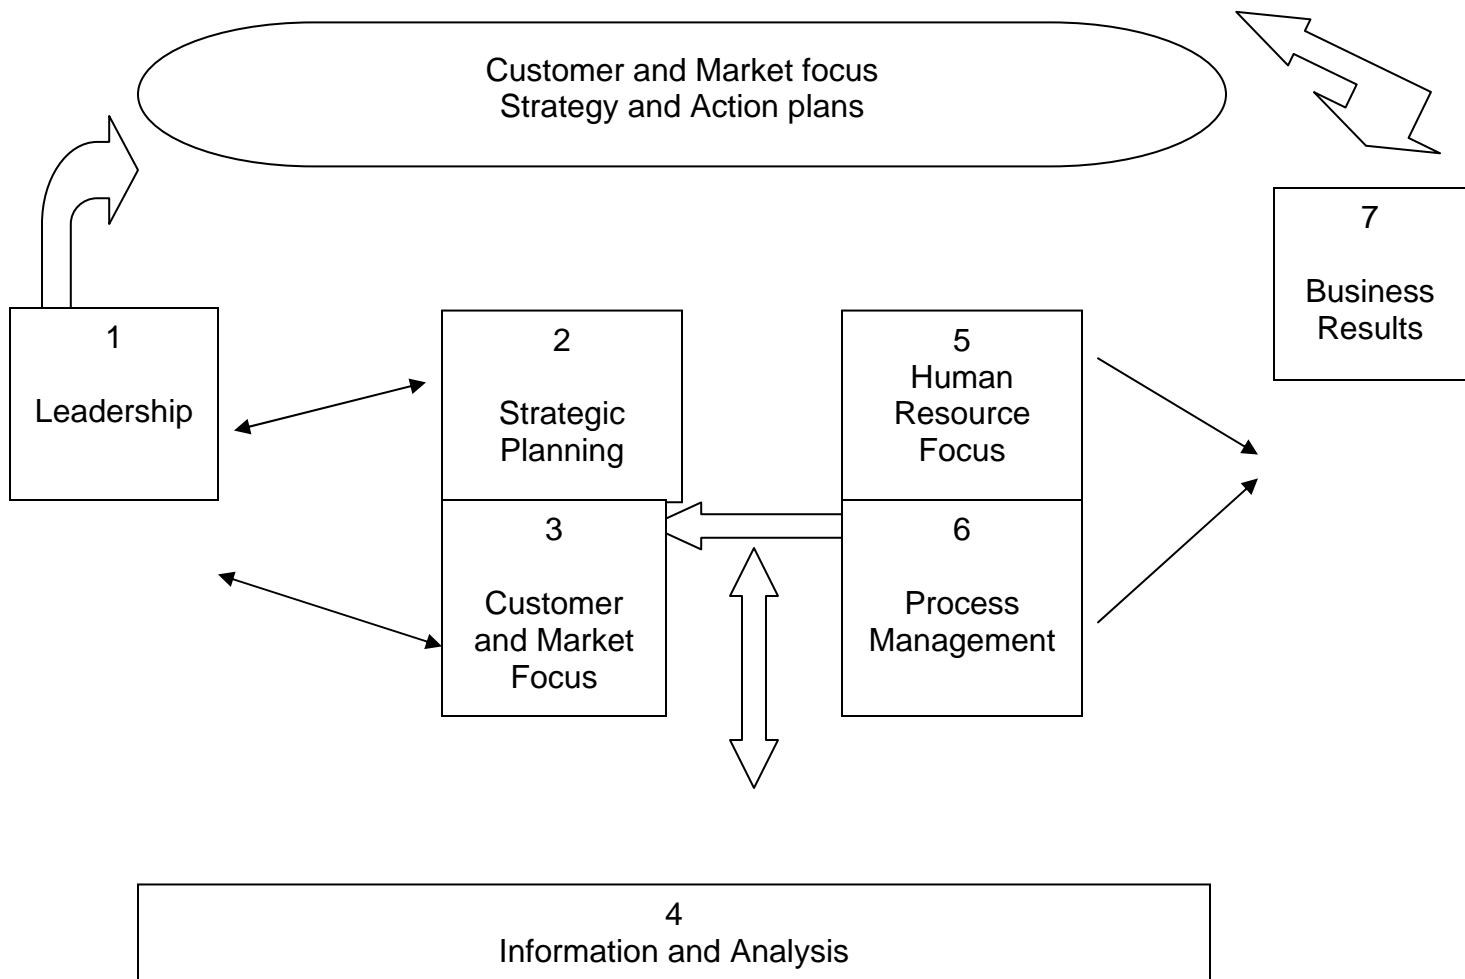 Customer and Market focus
Strategy and Action plans
7
Business
Results
1
Leadership
2
Strategic
Planning
5
Human
Resource
Focus
3
Customer
and Market
Focus
6
Process
Management
4
Information and Analysis